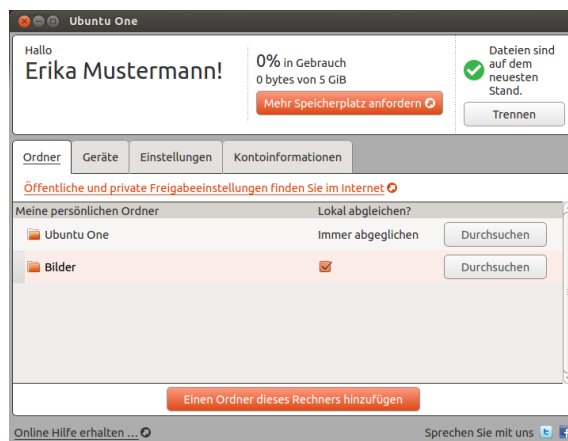 Ubuntu One
Hallo
Erika Mustermann!
0% in Gebrauch
0 bytes von 5 GiB
Mehr Speicherplatz anfordern
Dateien sind
auf dem
neuesten
Stand.
Trennen
Ordner Geräte Einstellungen Kontoinformationen
Öffentliche und private Freigabeeinstellungen finden Sie im Internet
Meine persönlichen Ordner Lokal abgleichen?
Ubuntu One Immer abgeglichen Durchsuchen
Bilder Durchsuchen
Einen Ordner dieses Rechners hinzufügen
Online Hilfe erhalten ... Sprechen Sie mit uns